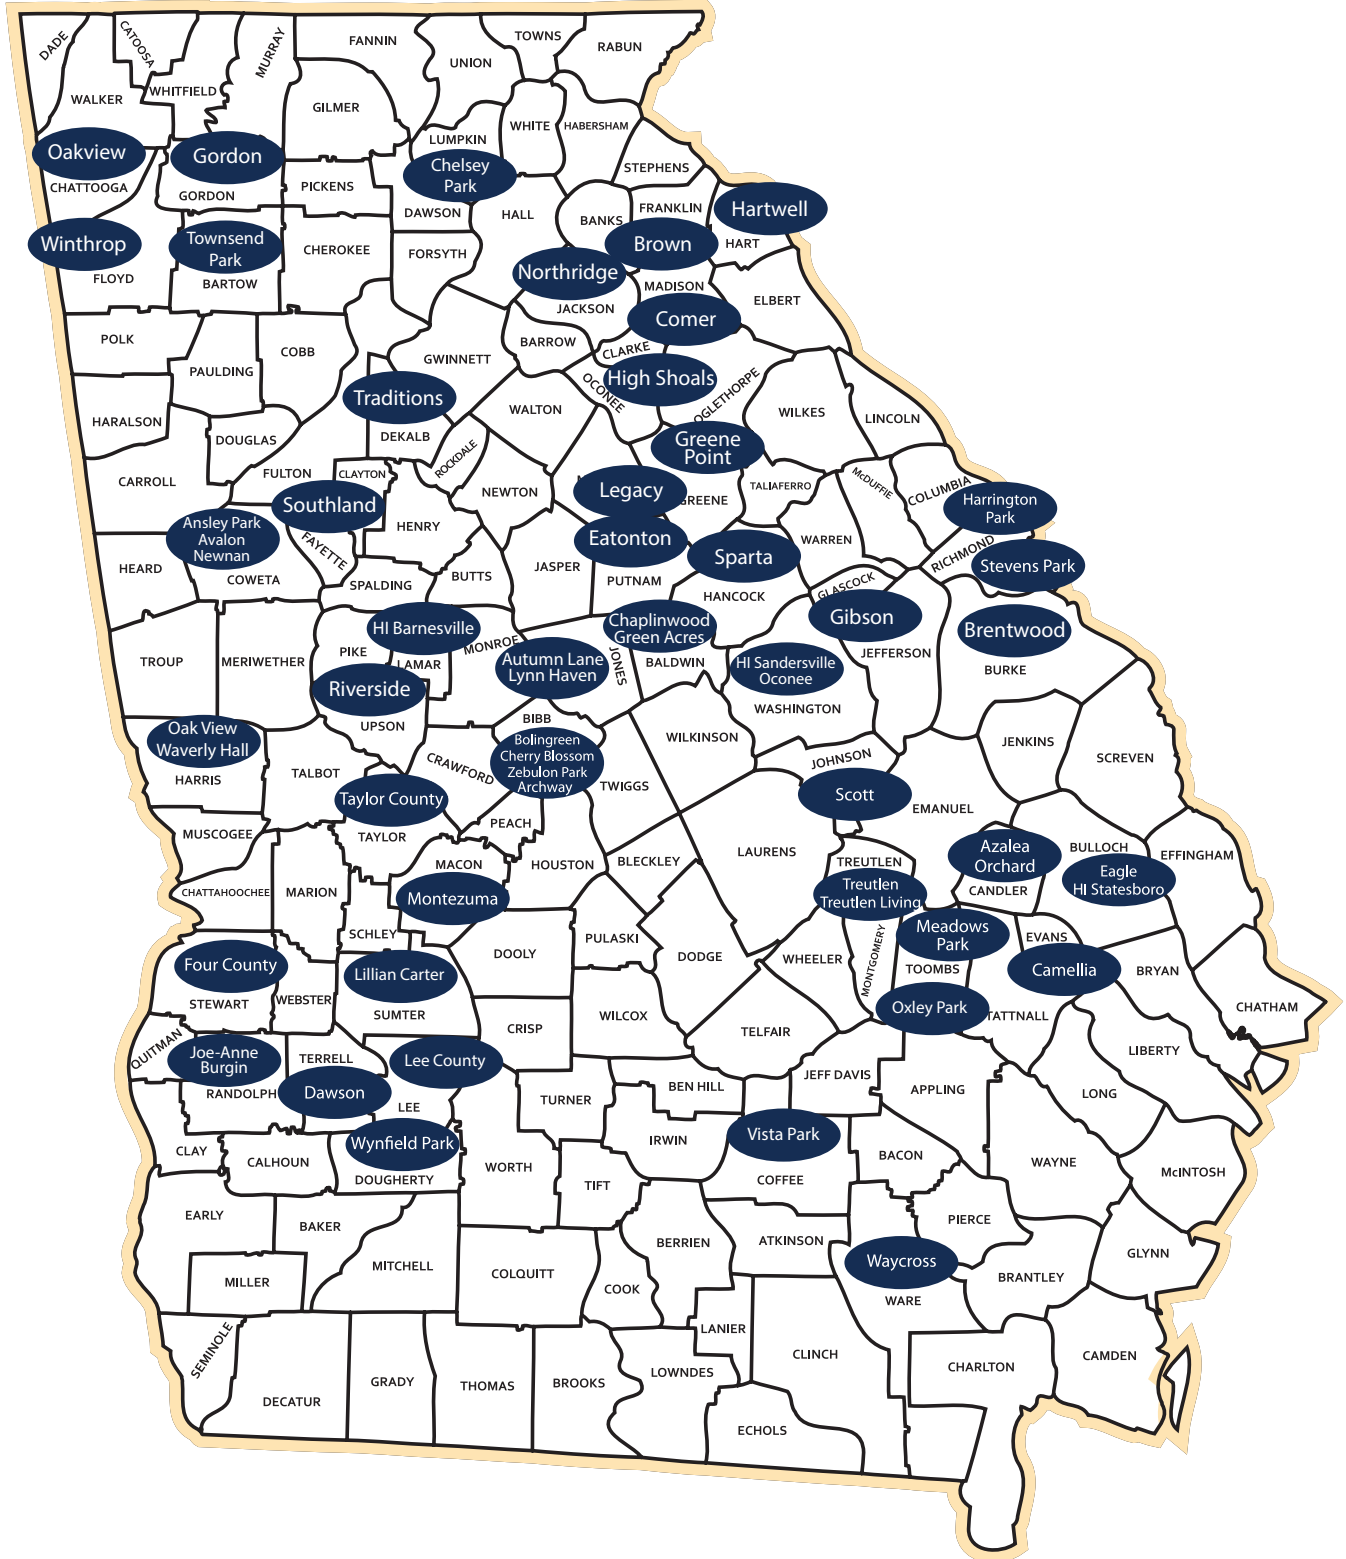 DADE
CATOOSA
MURRAY
FANNIN
UNION
TOWNS
RABUN
WALKER
WHITFIELD
GILMER
WHITE
HABERSHAM
LUMPKIN
Oakview
Gordon
Chelsey
Park
STEPHENS
CHATTOOGA
GORDON
PICKENS
DAWSON
HALL
BANKS
FRANKLIN
Hartwell
HART
Winthrop
Townsend
Park
CHEROKEE
FORSYTH
Brown
Northridge
FLOYD
BARTOW
MADISON
ELBERT
JACKSON
Comer
POLK
PAULDING
COBB
GWINNETT
BARROW
CLARKE
High Shoals
OCONEE
OGLETHORPE
HARALSON
Traditions
WALTON
WILKES
LINCOLN
DOUGLAS
DEKALB
ROCKDALE
Greene
Point
CARROLL
FULTON
CLAYTON
NEWTON
Legacy
GREENE
TALIAFERRO
McDUFFIE
COLUMBIA
Harrington
Park
Southland
HENRY
Ansley Park
Avalon
Newnan
FAYETTE
Eatonton
Sparta
WARREN
RICHMOND
Stevens Park
HEARD
COWETA
SPALDING
BUTTS
JASPER
PUTNAM
HANCOCK
GLASCOCK
Gibson
Brentwood
HI Barnesville
Chaplinwood
Green Acres
TROUP
MERIWETHER
PIKE
LAMAR
MONROE
Autumn Lane
Lynn Haven
JONES
BALDWIN
HI Sandersville
Oconee
JEFFERSON
BURKE
Riverside
UPSON
BIBB
WASHINGTON
Oak View
Waverly Hall
HARRIS
TALBOT
CRAWFORD
Bolingreen
Cherry Blossom
Zebulon Park
Archway
WILKINSON
JOHNSON
JENKINS
SCREVEN
TWIGGS
Taylor County
Scott
EMANUEL
MUSCOGEE
TAYLOR
PEACH
HOUSTON
BLECKLEY
LAURENS
TREUTLEN
Azalea
Orchard
BULLOCH
EFFINGHAM
Eagle
HI Statesboro
CHATTAHOOCHEE
MARION
MACON
Montezuma
Treutlen
Treutlen Living
CANDLER
SCHLEY
Meadows
Park
EVANS
Four County
Lillian Carter
DOOLY
PULASKI
DODGE
WHEELER
MONTGOMERY
TOOMBS
Camellia
BRYAN
STEWART
WEBSTER
SUMTER
CRISP
WILCOX
TELFAIR
Oxley Park
TATTNALL
CHATHAM
QUITMAN
Joe-Anne
Burgin
TERRELL
Lee County
LIBERTY
RANDOLPH
Dawson
LEE
TURNER
BEN HILL
JEFF DAVIS
APPLING
LONG
CLAY
CALHOUN
Wynfield Park
DOUGHERTY
WORTH
IRWIN
Vista Park
BACON
WAYNE
McINTOSH
TIFT
COFFEE
EARLY
BAKER
PIERCE
BERRIEN
ATKINSON
GLYNN
MILLER
MITCHELL
COLQUITT
COOK
Waycross
WARE
BRANTLEY
SEMINOLE
LANIER
CLINCH
CHARLTON
CAMDEN
DECATUR
GRADY
THOMAS
BROOKS
LOWNDES
ECHOLS